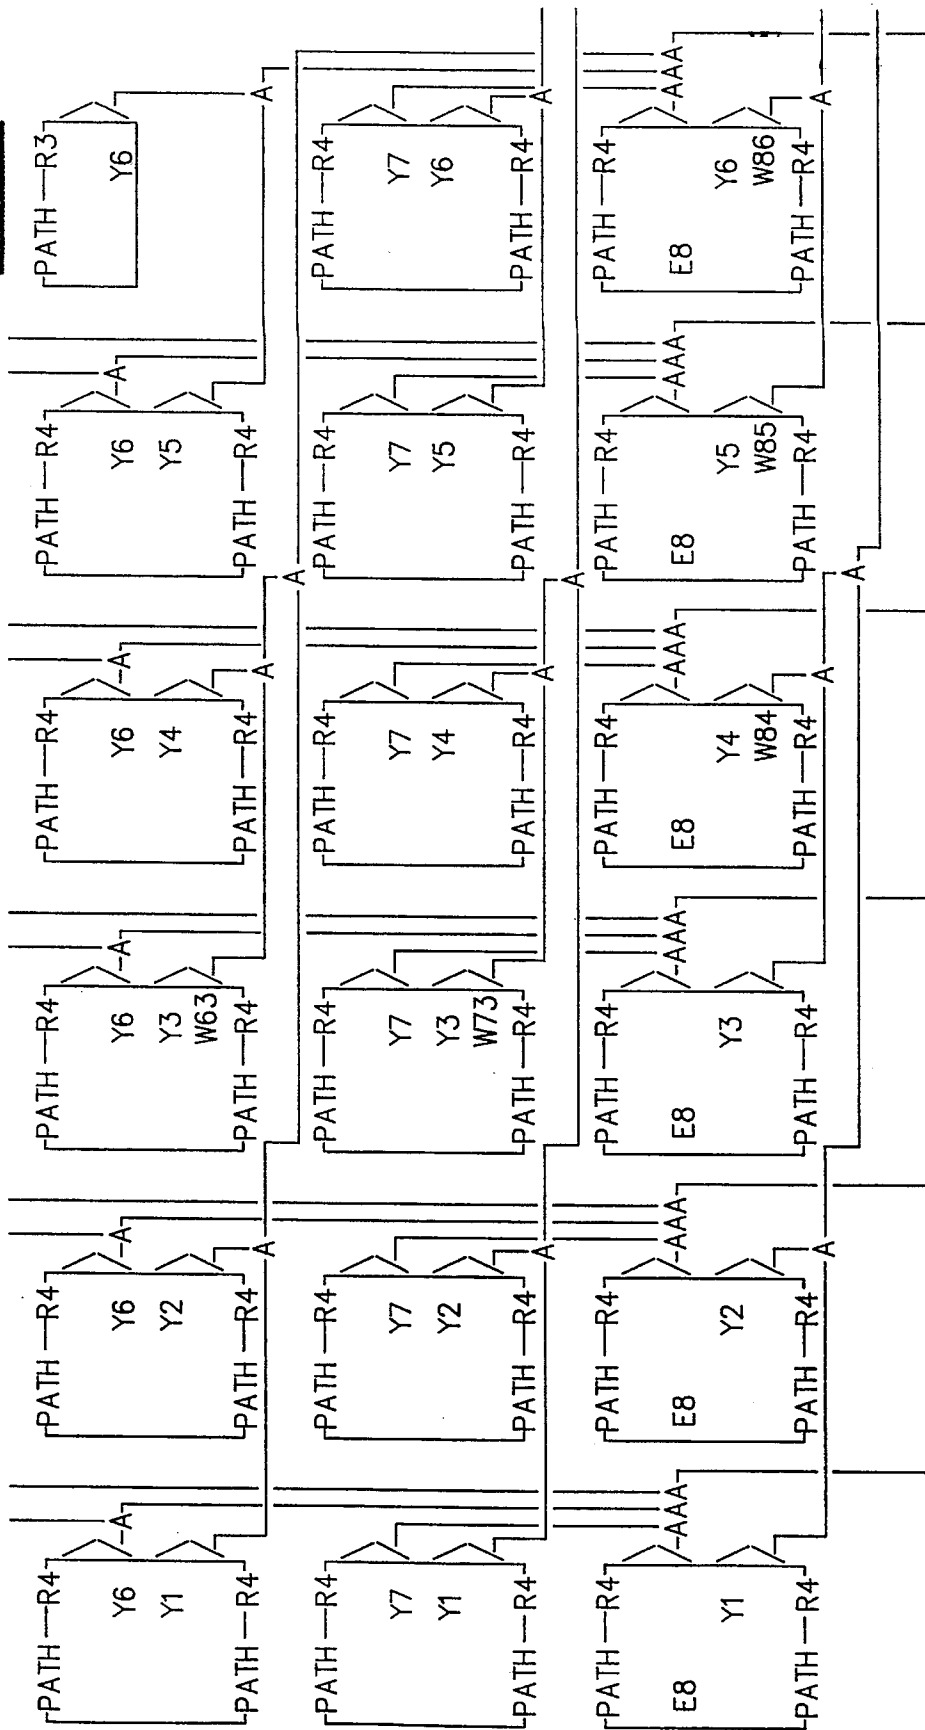 PATH—R4 PATH—R4 PATH—R4 PATH—R4 PATH—R4 PATH—R3
Y6 A Y6 A Y6 A Y6 A Y6 A Y6
Y1 Y2 Y3 Y4 Y5
W63
PATH—R4 PATH—R4 PATH—R4 PATH—R4 PATH—R4
A A A
A
PATH—R4 PATH—R4 PATH—R4 PATH—R4 PATH—R4 PATH—R4
Y7 Y7 Y7 Y7 Y7 Y7
Y1 Y2 Y3 Y4 Y5 Y6
W73
PATH—R4 PATH—R4 PATH—R4 PATH—R4 PATH—R4 PATH—R4
A A A
A
PATH—R4 PATH—R4 PATH—R4 PATH—R4 PATH—R4 PATH—R4
E8 AAA E8 AAA E8 AAA E8 AAA E8 AAA E8 AAA
Y1 Y2 Y3 Y4 Y5 Y6
W84 W85 W86
PATH—R4 PATH—R4 PATH—R4 PATH—R4 PATH—R4 PATH—R4
A A A
A